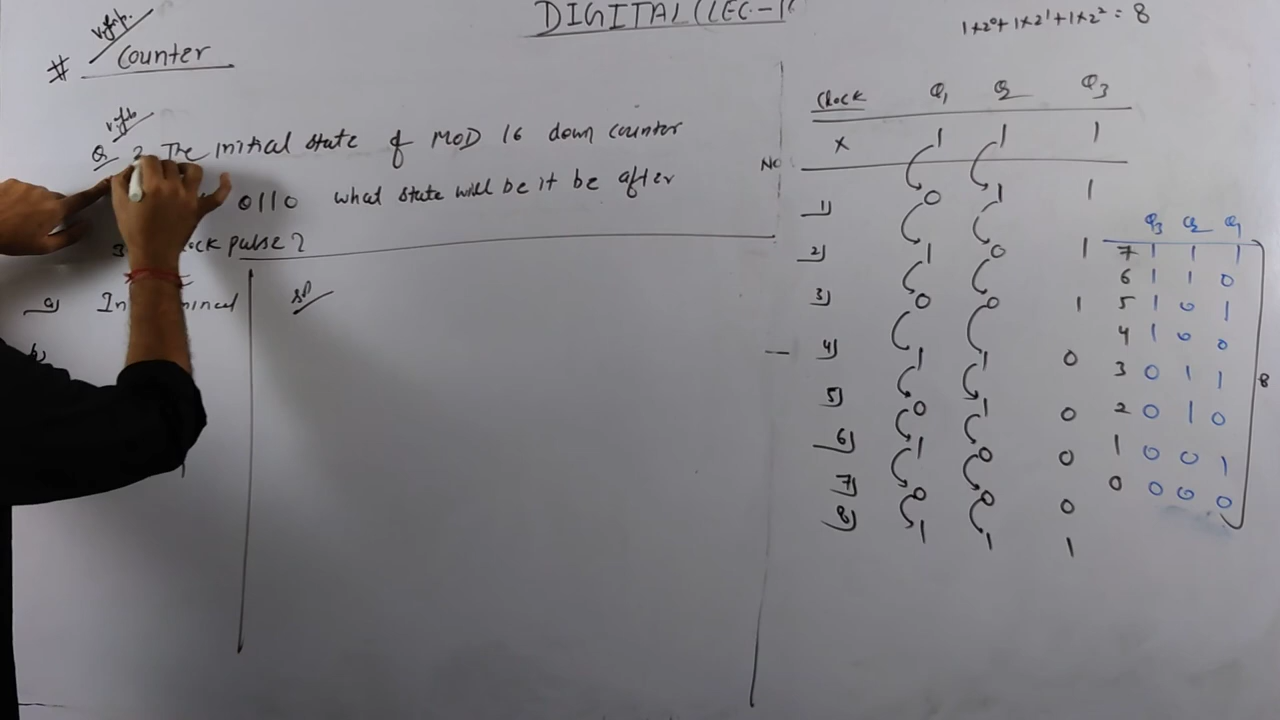 DIGITAL (LEC-1
1×2⁰+1×2¹+1×2² = 8
v.Imp.
# Counter
Q The initial state of MOD 16 down counter
0110 what state will be it be after
3 ock pulse ?
a) In mined
b)
Clock Q₁ Q₂ Q₃
X 1 1 1
1) 0 1 1
2) 1 0 1
3) 0 0 1
4) 1 1 0
5) 0 1 0
6) 1 0 0
7) 0 0 0
8) 1 1 1
Q₃ Q₂ Q₁
7 1 1 1
6 1 1 0
5 1 0 1
4 1 0 0
3 0 1 1
2 0 1 0
1 0 0 1
0 0 0 0
8